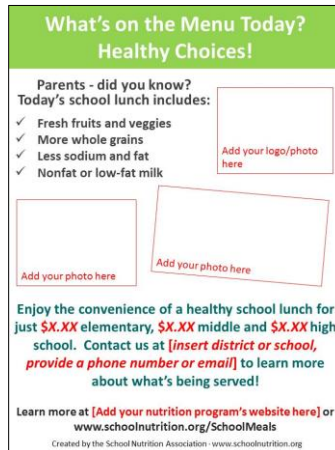 What's on the Menu Today?
Healthy Choices!
Parents - did you know?
Today's school lunch includes:
✓ Fresh fruits and veggies
✓ More whole grains
✓ Less sodium and fat
✓ Nonfat or low-fat milk
Add your logo/photo
here
Add your photo here
Add your photo here
Enjoy the convenience of a healthy school lunch for
just $X.XX elementary, $X.XX middle and $X.XX high
school. Contact us at [insert district or school,
provide a phone number or email] to learn more
about what's being served!
Learn more at [Add your nutrition program's website here] or
www.schoolnutrition.org/SchoolMeals
Created by the School Nutrition Association - www.schoolnutrition.org